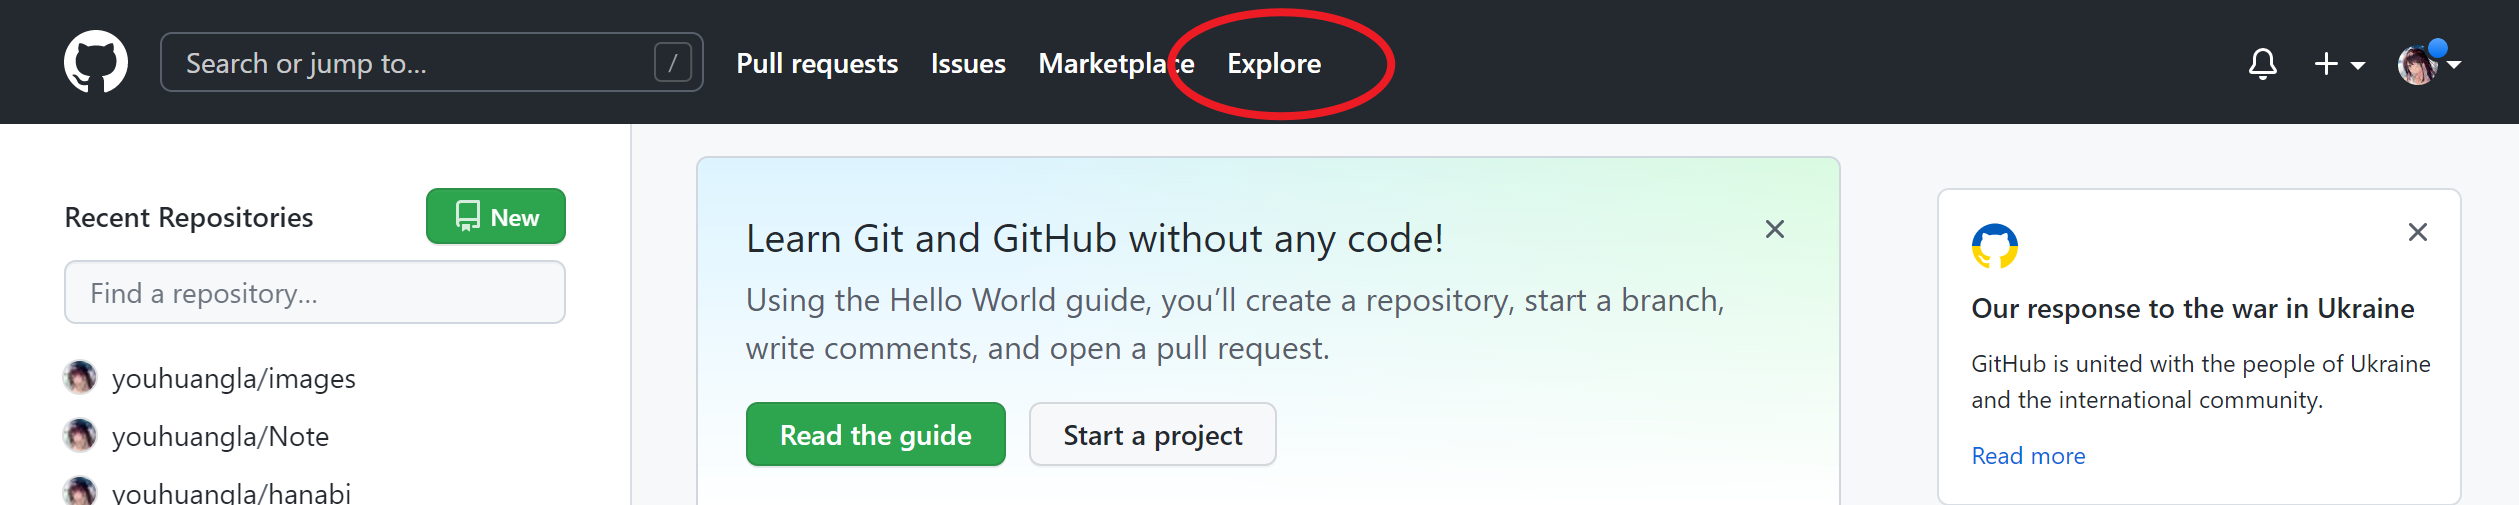 Search or jump to... /
Pull requests Issues Marketplace Explore
Recent Repositories
New
Find a repository...
youhuangla/images
youhuangla/Note
youhuangla/hanabi
Learn Git and GitHub without any code!
Using the Hello World guide, you’ll create a repository, start a branch,
write comments, and open a pull request.
Read the guide
Start a project
Our response to the war in Ukraine
GitHub is united with the people of Ukraine
and the international community.
Read more